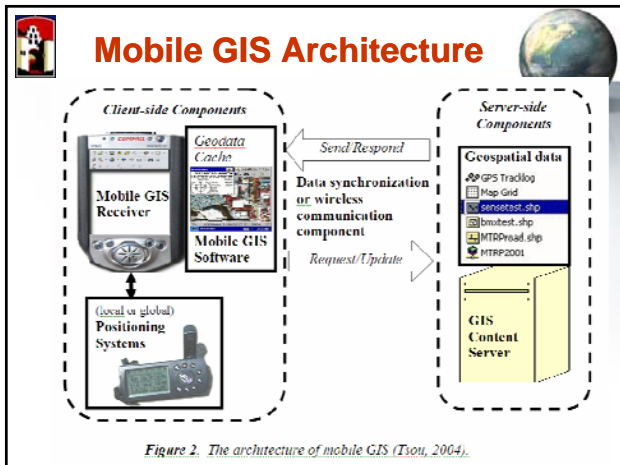 Mobile GIS Architecture
Client-side Components
Geodata
Cache
Mobile GIS
Receiver
Mobile GIS
Software
(local or global)
Positioning
Systems
Send/Respond
Data synchronization
or wireless
communication
component
Request/Update
Server-side
Components
Geospatial data
GPS Tracklog
Map Grid
sensetest.shp
bmxtest.shp
MTRProad.shp
MTRP2001
GIS
Content
Server
Figure 2. The architecture of mobile GIS (Tsou, 2004).